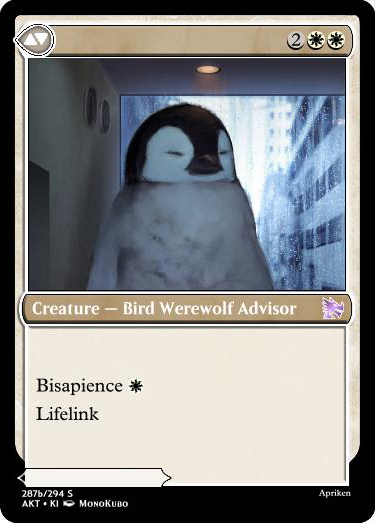 2
Creature — Bird Werewolf Advisor
Bisapience
Lifelink
287b/294 S
Apriken
AKT • KI MonoKubo